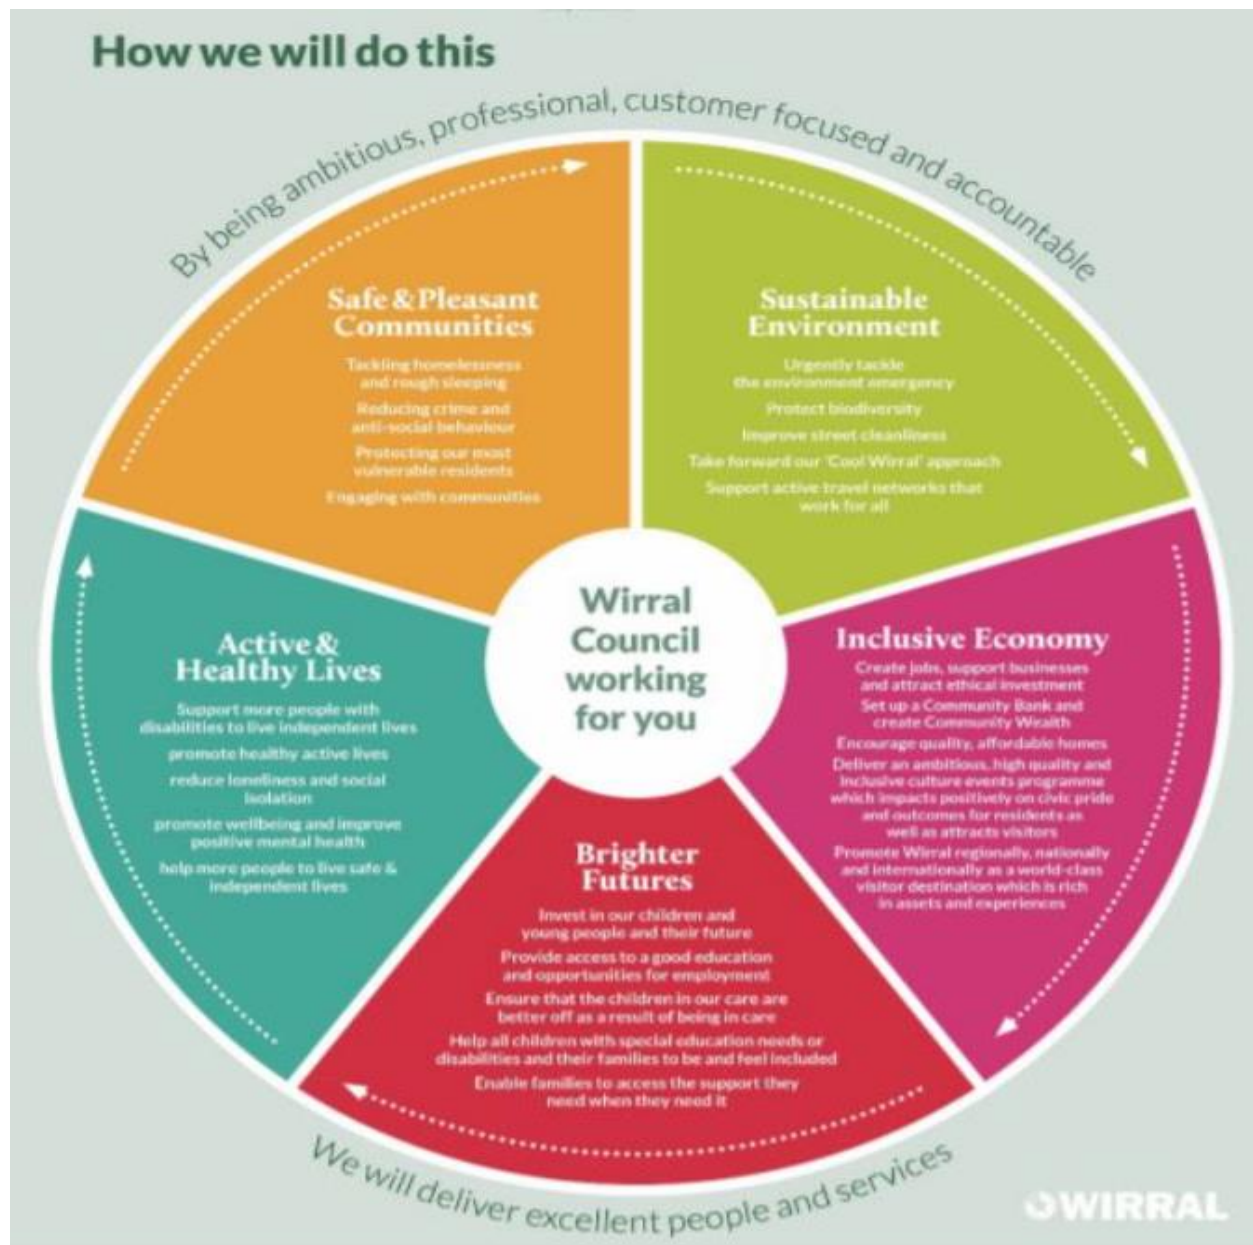 How we will do this
By being ambitious, professional, customer focused and accountable
Safe & Pleasant
Communities
Tackling homelessness
and rough sleeping
Reducing crime and
anti-social behaviour
Protecting our most
vulnerable residents
Engaging with communities
Sustainable
Environment
Urgently tackle
the environment emergency
Protect biodiversity
Improve street cleanliness
Take forward our 'Cool Wirral' approach
Support active travel networks that
work for all
Inclusive Economy
Create jobs, support businesses
and attract ethical investment
Set up a Community Bank and
create Community Wealth
Encourage quality, affordable homes
Deliver an ambitious, high quality and
inclusive culture events programme
which impacts positively on civic pride
and outcomes for residents as
well as attracts visitors
Promote Wirral regionally, nationally
and internationally as a world-class
visitor destination which is rich
in assets and experiences
Brighter
Futures
Invest in our children and
young people and their future
Provide access to a good education
and opportunities for employment
Ensure that the children in our care are
better off as a result of being in care
Help all children with special education needs or
disabilities and their families to be and feel included
Enable families to access the support they
need when they need it
Active &
Healthy Lives
Support more people with
disabilities to live independent lives
promote healthy active lives
reduce loneliness and social
isolation
promote wellbeing and improve
positive mental health
help more people to live safe &
independent lives
Wirral
Council
working
for you
We will deliver excellent people and services
WIRRAL